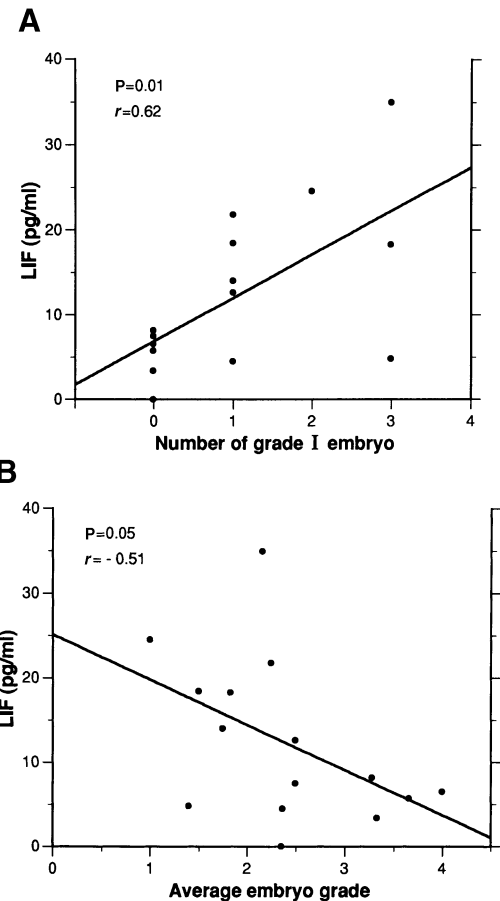 A
40
P=0.01
r=0.62
30
20
10
0
LIF (pg/ml)
0 1 2 3 4
Number of grade I embryo
B
40
P=0.05
r= - 0.51
30
20
10
0
LIF (pg/ml)
0 1 2 3 4
Average embryo grade